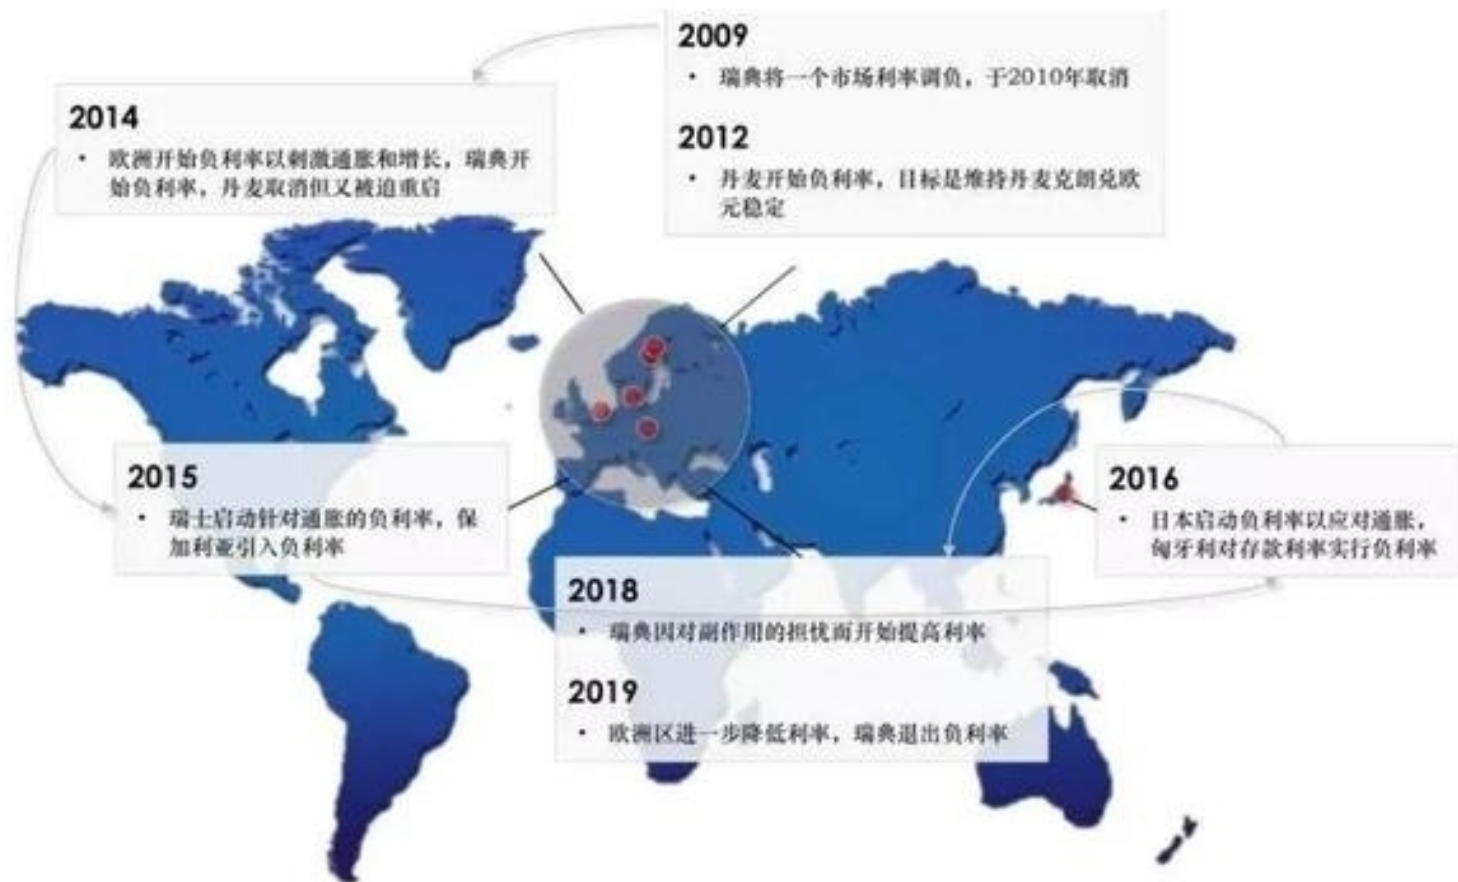 2009
• 瑞典将一个市场利率调负，于2010年取消
2012
• 丹麦开始负利率，目标是维持丹麦克朗兑欧
元稳定
2014
• 欧洲开始负利率以刺激通胀和增长，瑞典开
始负利率，丹麦取消但又被迫重启
2015
• 瑞士启动针对通胀的负利率，保
加利亚引入负利率
2016
• 日本启动负利率以应对通胀，
匈牙利对存款利率实行负利率
2018
• 瑞典因对副作用的担忧而开始提高利率
2019
• 欧洲区进一步降低利率，瑞典退出负利率